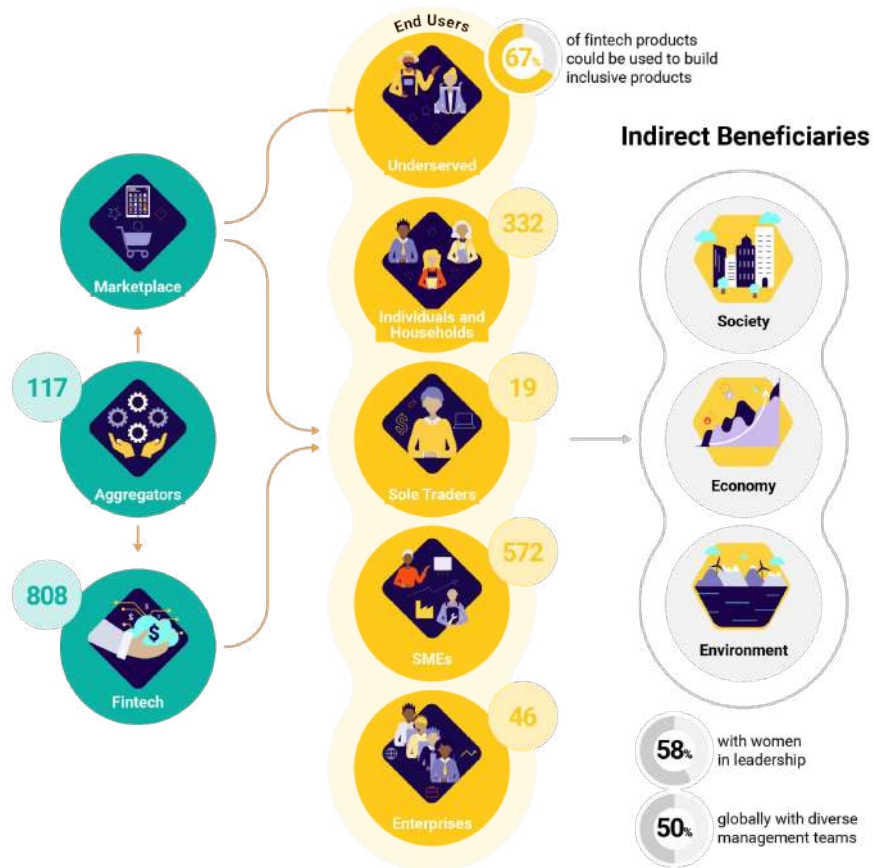 End Users
67%
of fintech products
could be used to build
inclusive products
Underserved
Indirect Beneficiaries
Marketplace
332
Individuals and
Households
Society
117
Aggregators
19
$
Sole Traders
Economy
808
$
$
$
Fintech
572
SMEs
Environment
46
Enterprises
58%
with women
in leadership
50%
globally with diverse
management teams